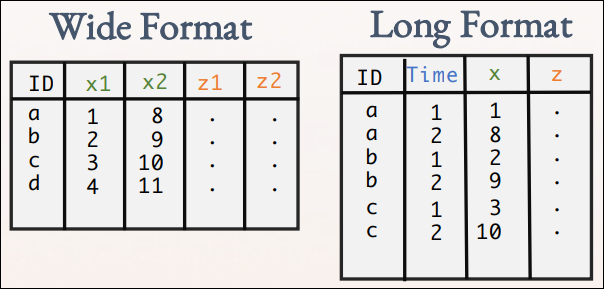 Wide Format
ID x1 x2 z1 z2
a 1 8 . .
b 2 9 . .
c 3 10 . .
d 4 11 . .
Long Format
ID Time x z
a 1 1 .
a 2 8 .
b 1 2 .
b 2 9 .
c 1 3 .
c 2 10 .